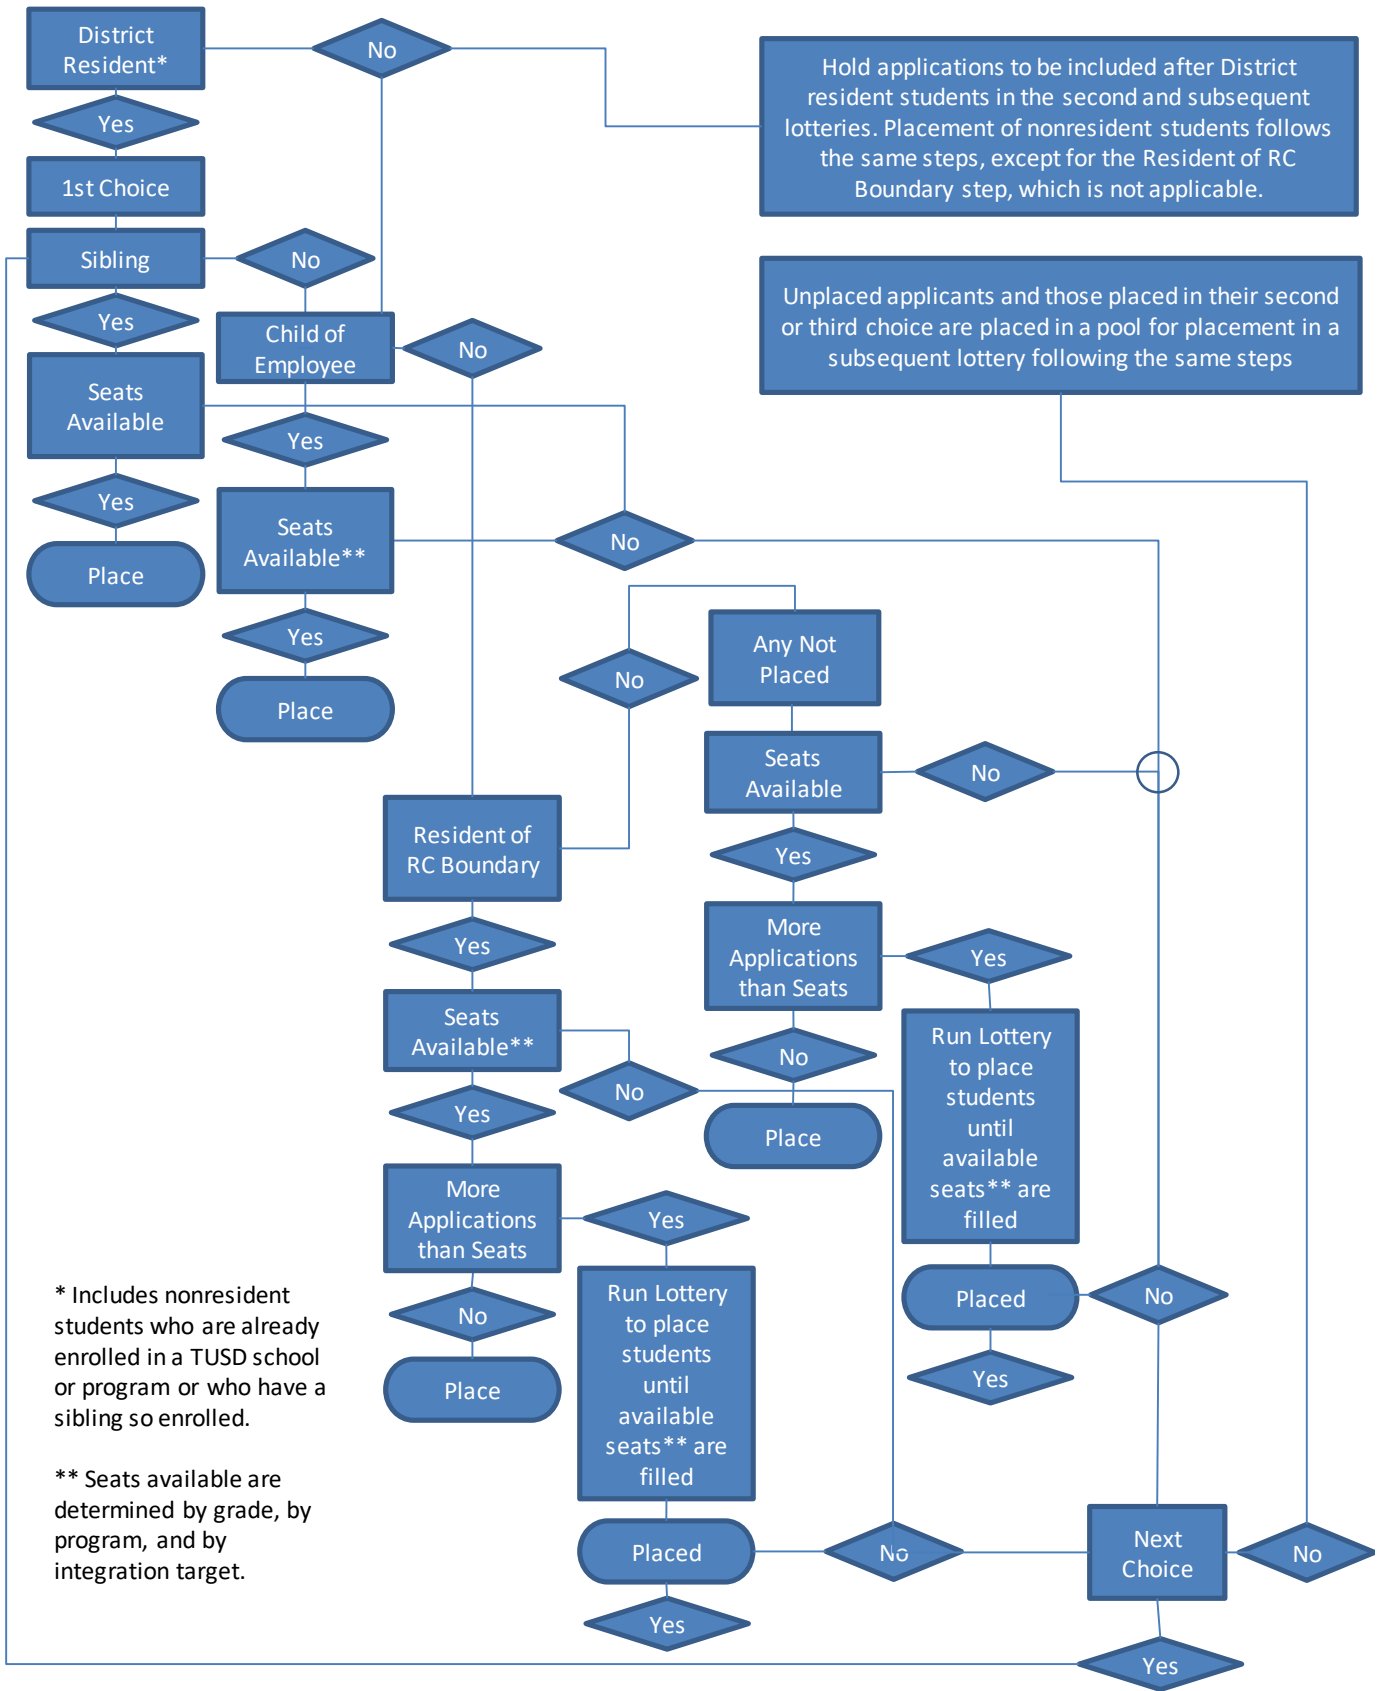 District
Resident*
No
Hold applications to be included after District
resident students in the second and subsequent
lotteries. Placement of nonresident students follows
the same steps, except for the Resident of RC
Boundary step, which is not applicable.
Yes
1st Choice
Sibling
No
Unplaced applicants and those placed in their second
or third choice are placed in a pool for placement in a
subsequent lottery following the same steps
Yes
Child of
Employee
No
Seats
Available
Yes
Yes
Seats
Available**
No
Place
Yes
Any Not
Placed
No
Place
Seats
Available
No
Resident of
RC Boundary
Yes
More
Applications
than Seats
Yes
Yes
Seats
Available**
Run Lottery
to place
students
until
available
seats** are
filled
No
No
Yes
Place
More
Applications
than Seats
Yes
Run Lottery
to place
students
until
available
seats** are
filled
Placed
No
* Includes nonresident
students who are already
enrolled in a TUSD school
or program or who have a
sibling so enrolled.
No
Yes
Place
** Seats available are
determined by grade, by
program, and by
integration target.
Placed
No
Next
Choice
No
Yes
Yes